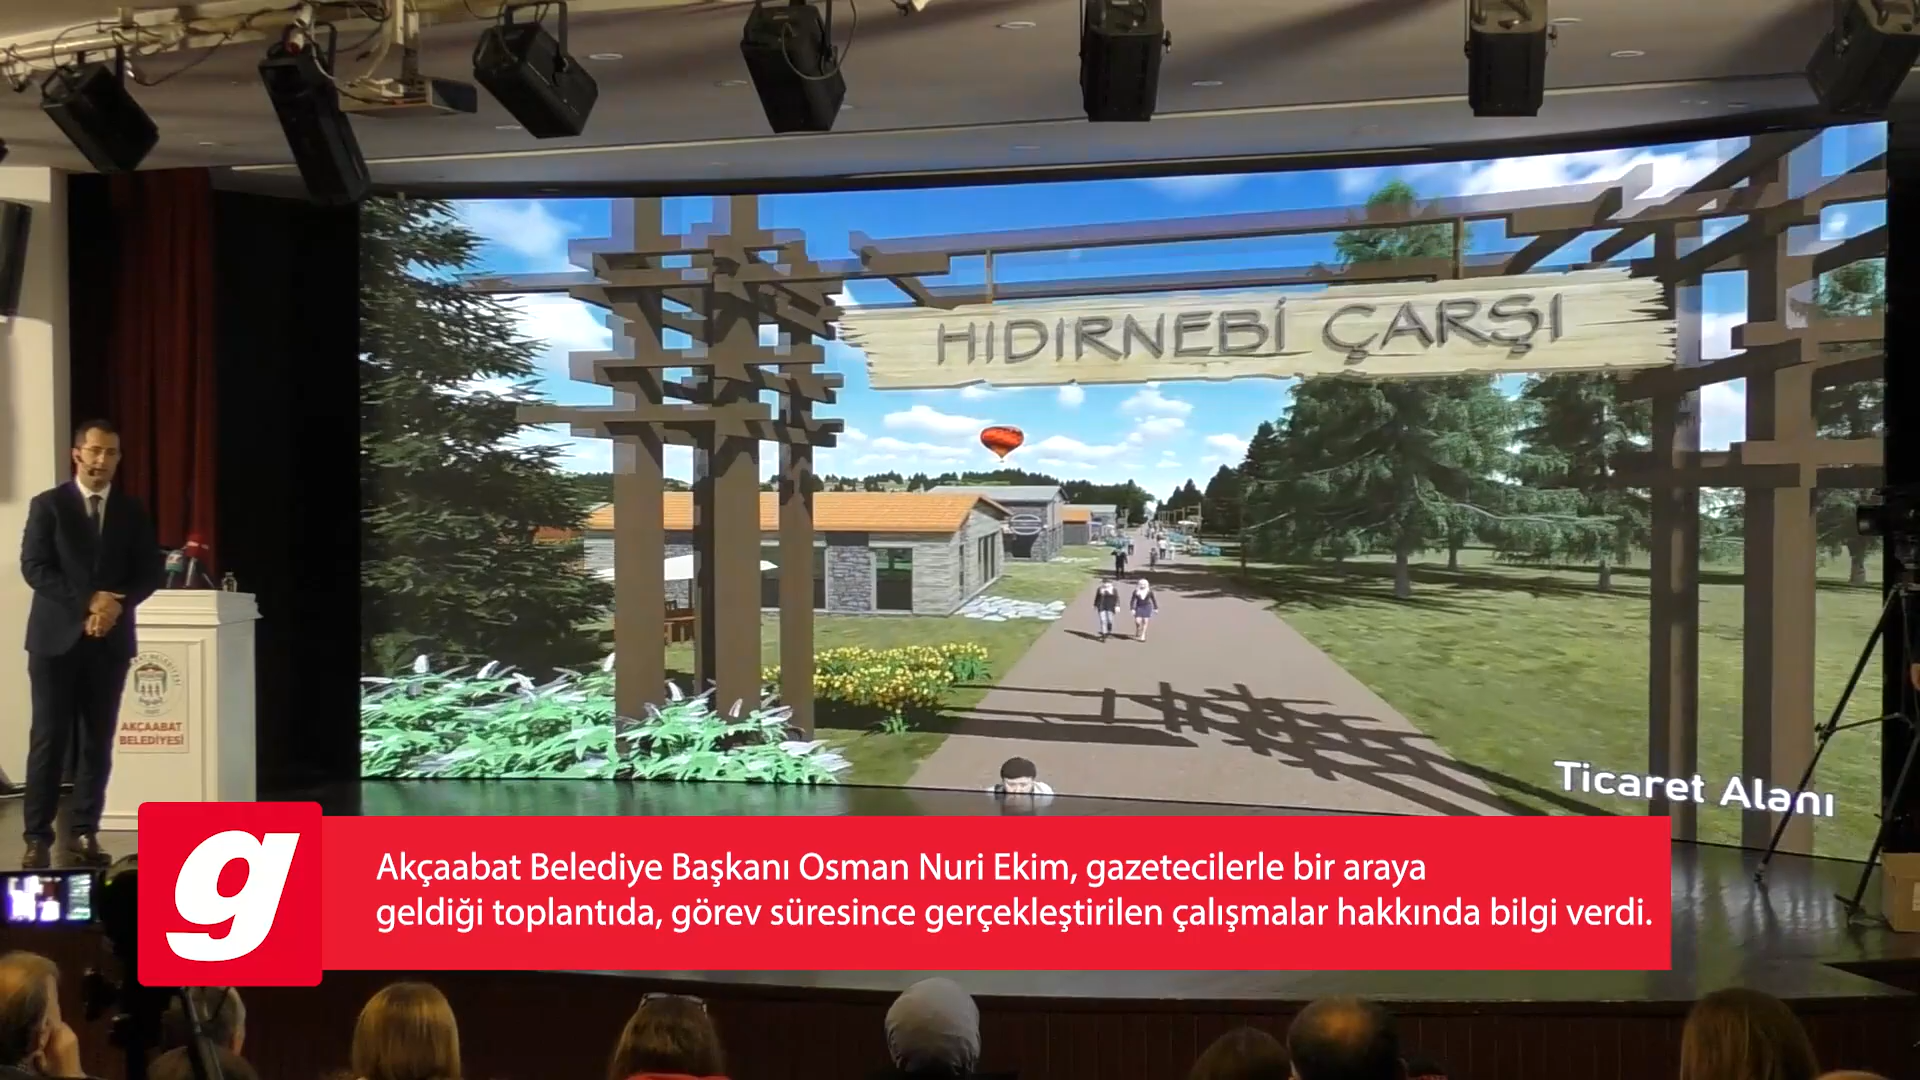 HIDIRNEBİ ÇARŞI
Ticaret Alanı
AKÇAABAT
BELEDİYESİ
g
Akçaabat Belediye Başkanı Osman Nuri Ekim, gazetecilerle bir araya
geldiği toplantıda, görev süresince gerçekleştirilen çalışmalar hakkında bilgi verdi.